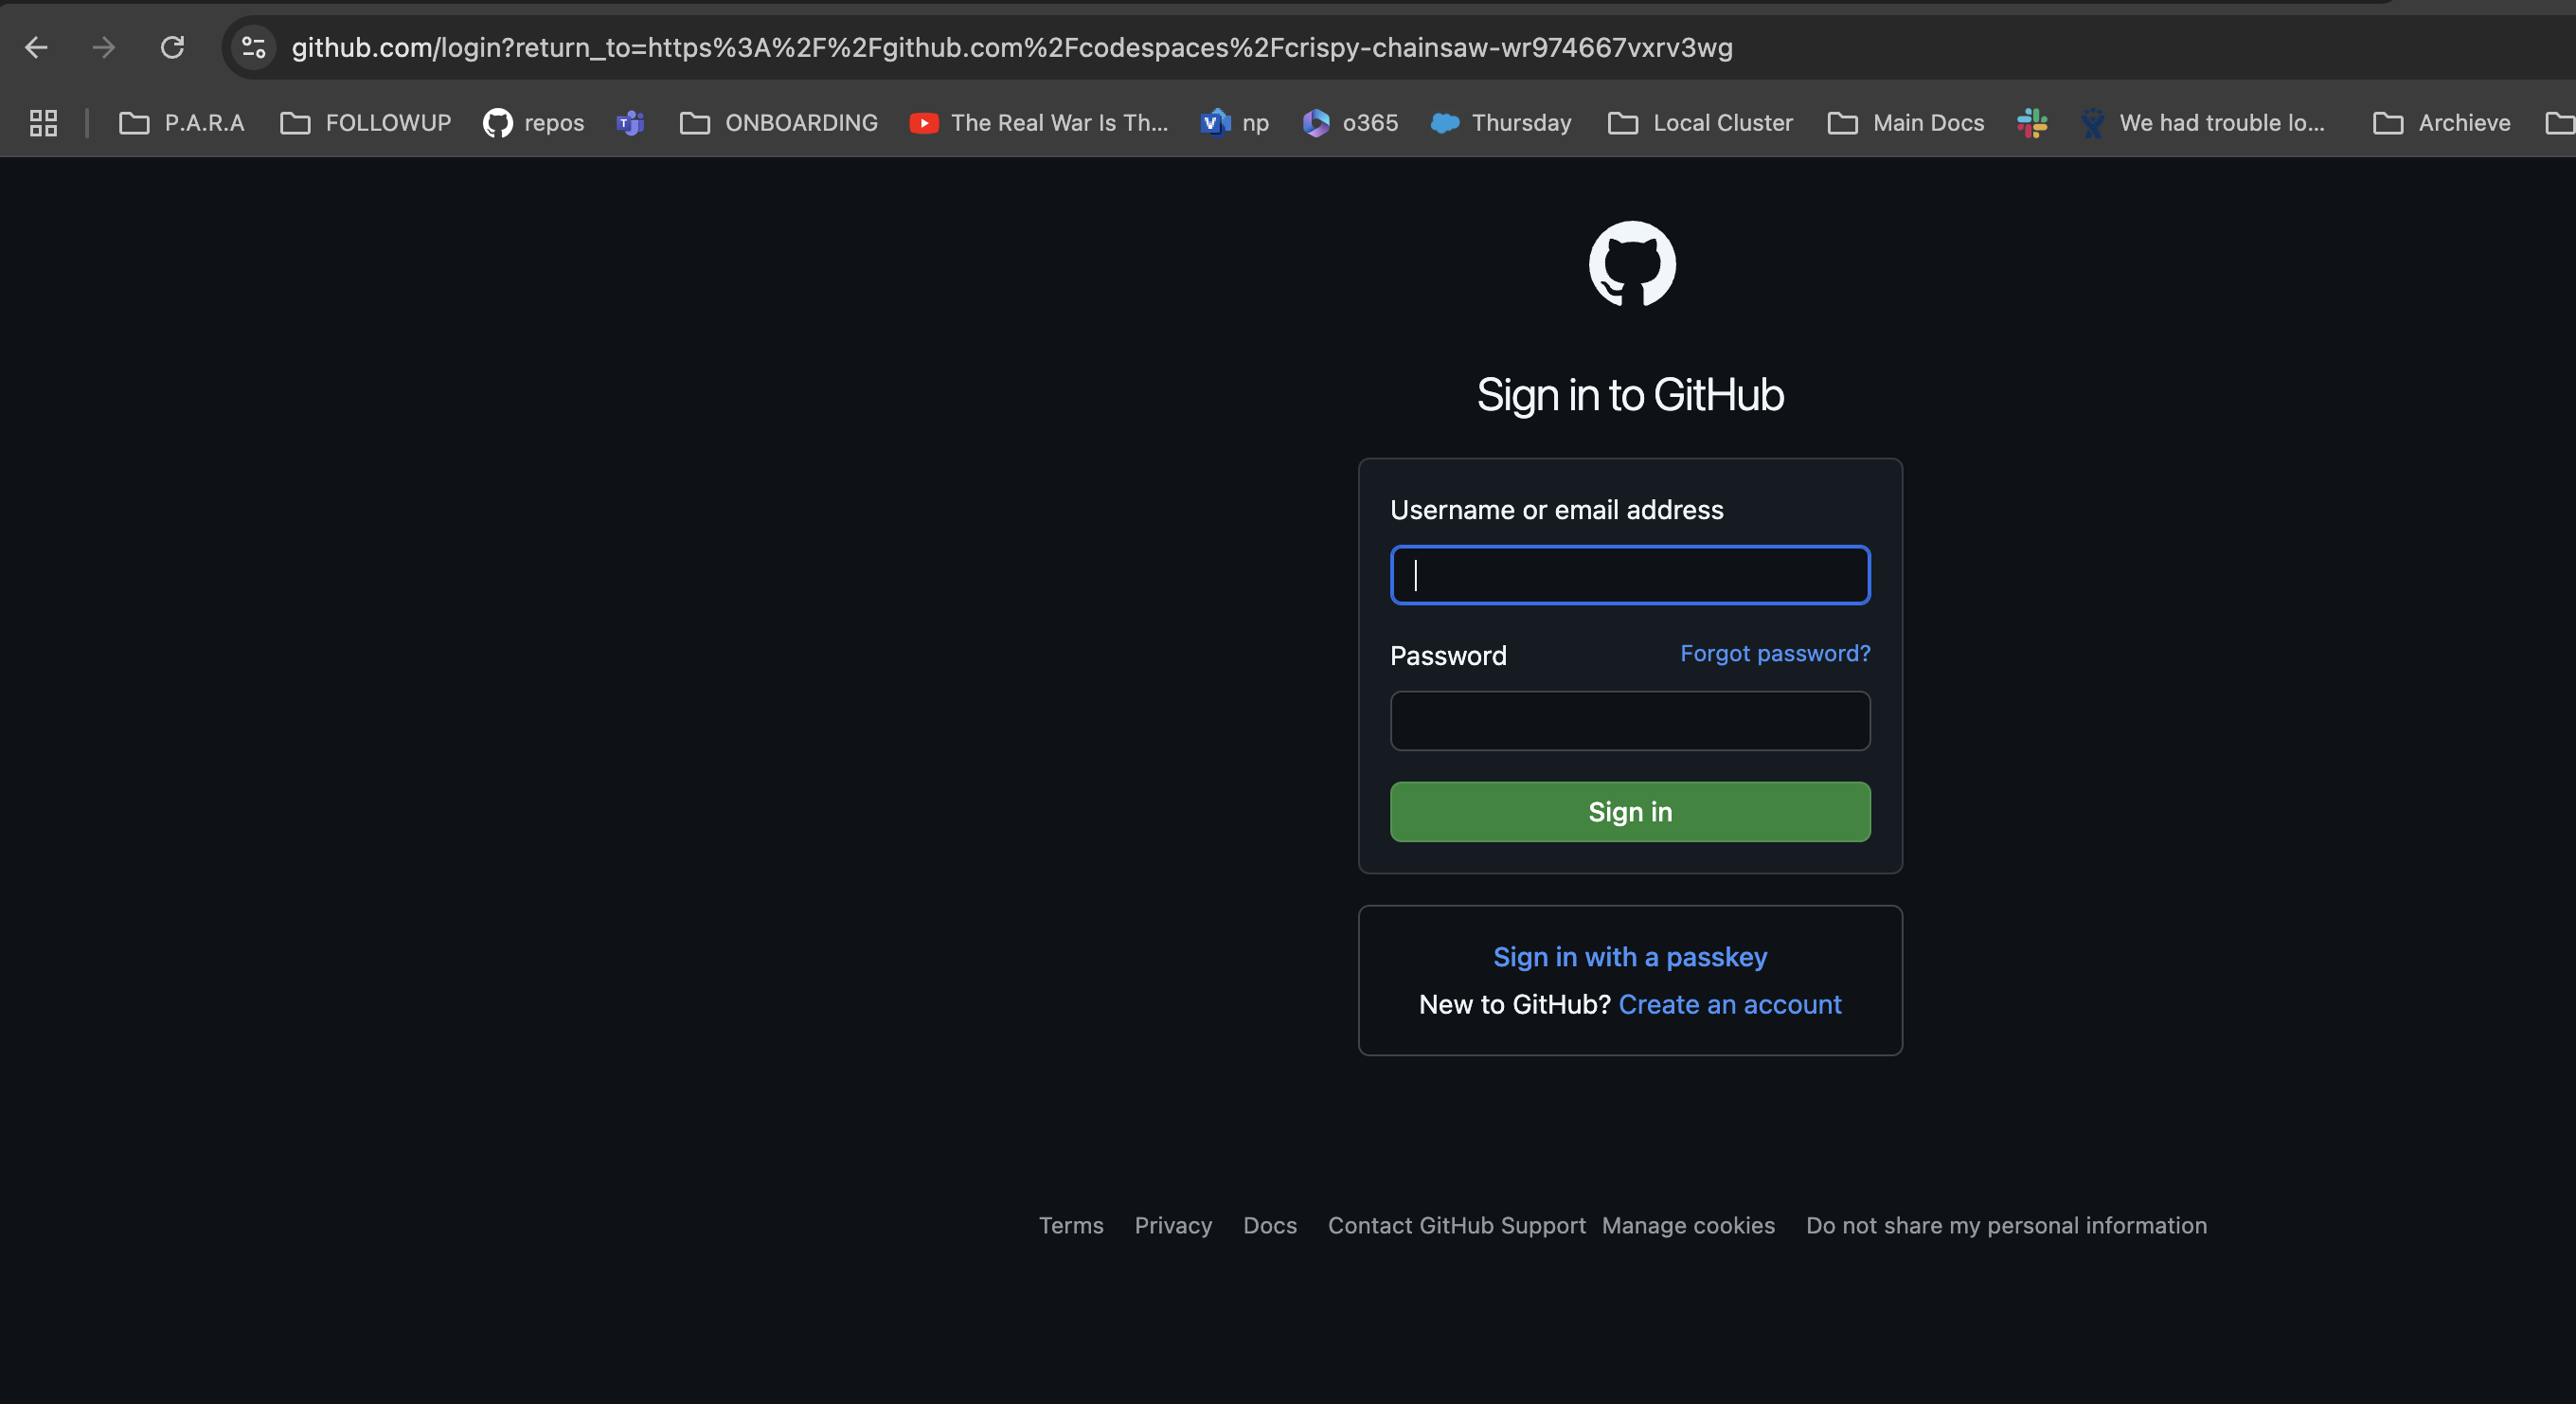 github.com/login?return_to=https%3A%2F%2Fgithub.com%2Fcodespaces%2Fcrispy-chainsaw-wr974667vxrv3wg
P.A.R.A FOLLOWUP repos ONBOARDING The Real War Is Th... np o365 Thursday Local Cluster Main Docs We had trouble lo... Archieve
Sign in to GitHub
Username or email address
Password Forgot password?
Sign in
Sign in with a passkey
New to GitHub? Create an account
Terms Privacy Docs Contact GitHub Support Manage cookies Do not share my personal information